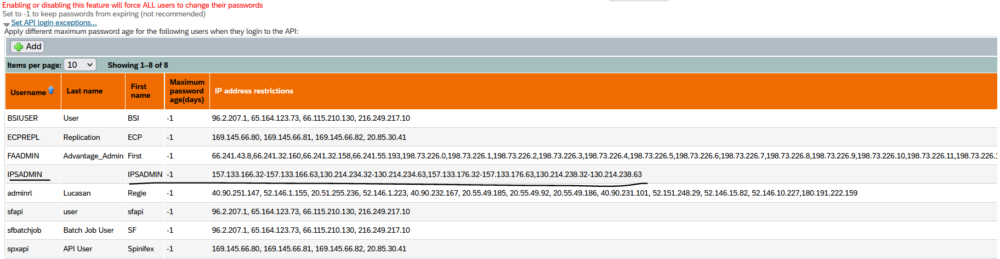 Enabling or disabling this feature will force ALL users to change their passwords
Set to -1 to keep passwords from expiring (not recommended)
Set API login exceptions...
Apply different maximum password age for the following users when they login to the API:
Add
Items per page: 10 Showing 1–8 of 8
Username Last name First name Maximum password age(days) IP address restrictions
BSIUSER User BSI -1 96.2.207.1, 65.164.123.73, 66.115.210.130, 216.249.217.10
ECPREPL Replication ECP -1 169.145.66.80, 169.145.66.81, 169.145.66.82, 20.85.30.41
FAADMIN Advantage_Admin First -1 66.241.43.8,66.241.32.160,66.241.32.158,66.241.55.193,198.73.226.0,198.73.226.1,198.73.226.2,198.73.226.3,198.73.226.4,198.73.226.5,198.73.226.6,198.73.226.7,198.73.226.8,198.73.226.9,198.73.226.10,198.73.226.11,198.73.226.1
IPSADMIN IPSADMIN -1 157.133.166.32-157.133.166.63,130.214.234.32-130.214.234.63,157.133.176.32-157.133.176.63,130.214.238.32-130.214.238.63
adminrl Lucasan Regie -1 40.90.251.147, 52.146.1.155, 20.51.255.236, 52.146.1.223, 40.90.232.167, 20.55.49.185, 20.55.49.92, 20.55.49.186, 40.90.231.101, 52.151.248.29, 52.146.15.82, 52.146.10.227,180.191.222.159
sfapi user sfapi -1 96.2.207.1, 65.164.123.73, 66.115.210.130, 216.249.217.10
sfbatchjob Batch Job User SF -1 96.2.207.1, 65.164.123.73, 66.115.210.130, 216.249.217.10
spxapi API User Spinifex -1 169.145.66.80, 169.145.66.81, 169.145.66.82, 20.85.30.41